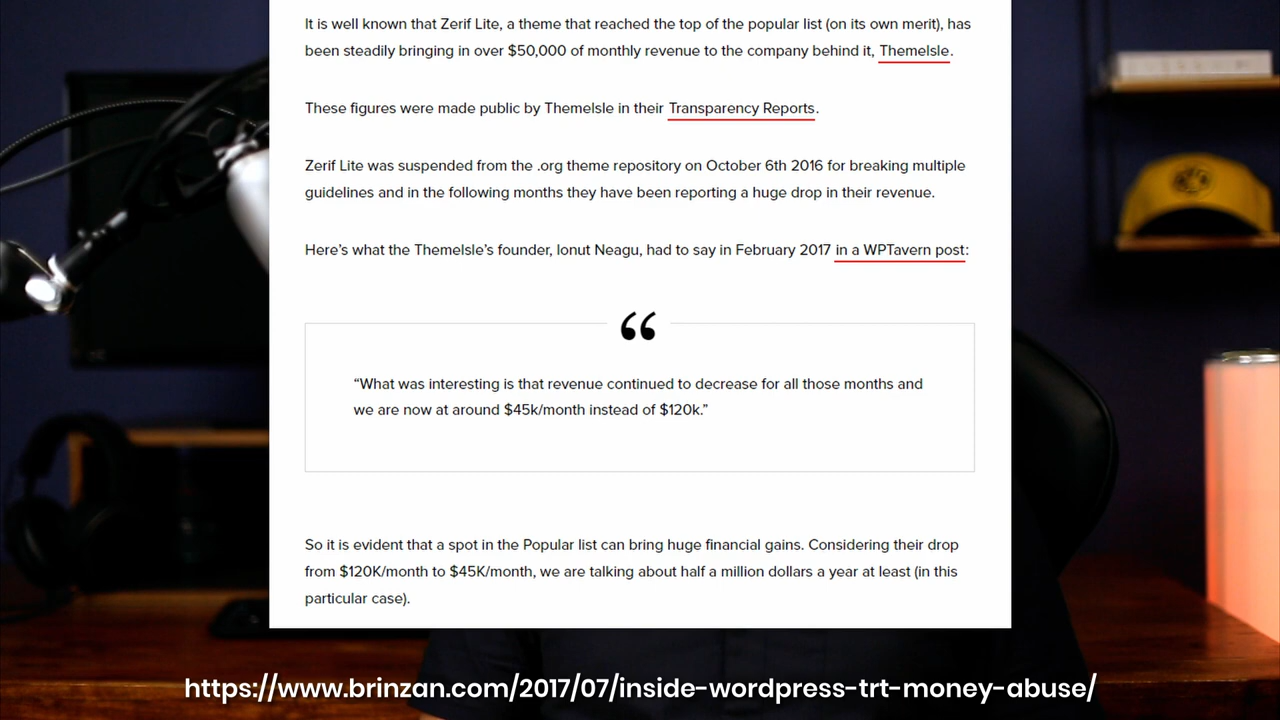 It is well known that Zerif Lite, a theme that reached the top of the popular list (on its own merit), has
been steadily bringing in over $50,000 of monthly revenue to the company behind it, ThemeIsle.
These figures were made public by ThemeIsle in their Transparency Reports.
Zerif Lite was suspended from the .org theme repository on October 6th 2016 for breaking multiple
guidelines and in the following months they have been reporting a huge drop in their revenue.
Here’s what the ThemeIsle’s founder, Ionut Neagu, had to say in February 2017 in a WPTavern post:
“
“What was interesting is that revenue continued to decrease for all those months and
we are now at around $45k/month instead of $120k.”
So it is evident that a spot in the Popular list can bring huge financial gains. Considering their drop
from $120K/month to $45K/month, we are talking about half a million dollars a year at least (in this
particular case).
https://www.brinzan.com/2017/07/inside-wordpress-trt-money-abuse/